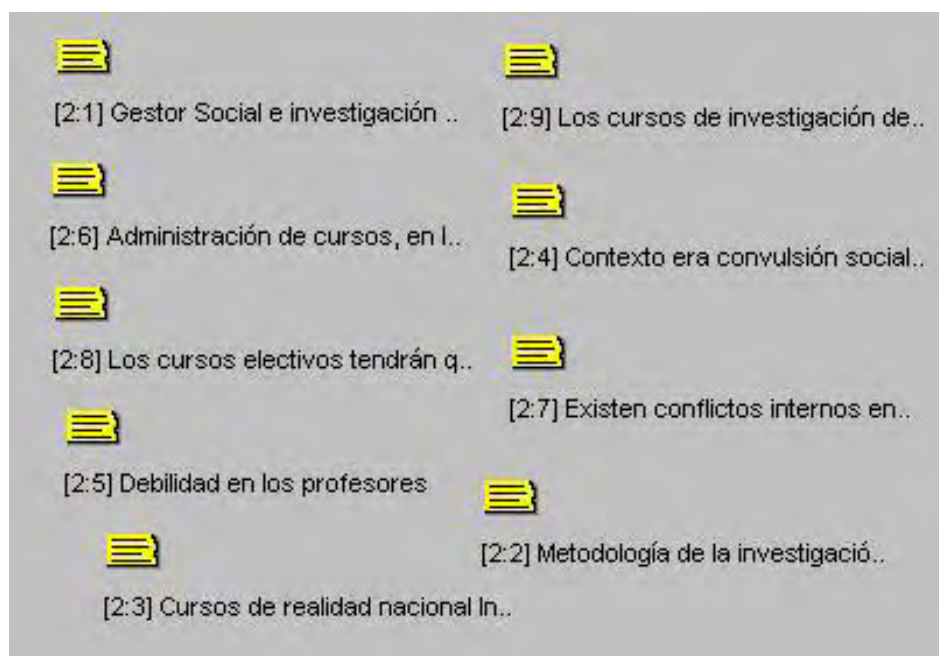 [2:1] Gestor Social e investigación ..
[2:9] Los cursos de investigación de..
[2:6] Administración de cursos, en l..
[2:4] Contexto era convulsión social..
[2:8] Los cursos electivos tendrán q..
[2:7] Existen conflictos internos en..
[2:5] Debilidad en los profesores
[2:2] Metodología de la investigació..
[2:3] Cursos de realidad nacional In..